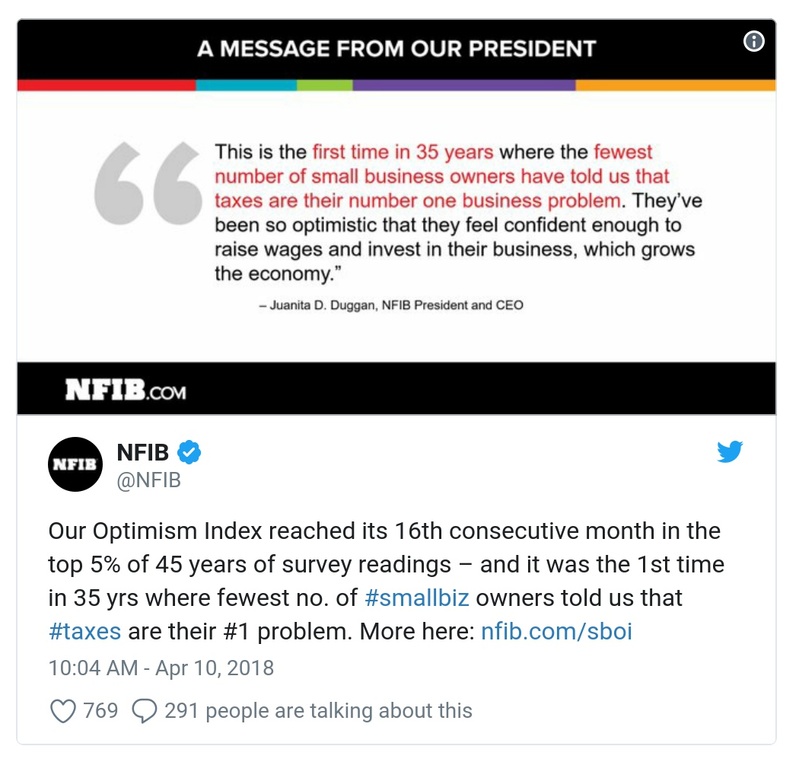 A MESSAGE FROM OUR PRESIDENT
“
This is the first time in 35 years where the fewest
number of small business owners have told us that
taxes are their number one business problem. They’ve
been so optimistic that they feel confident enough to
raise wages and invest in their business, which grows
the economy.”
– Juanita D. Duggan, NFIB President and CEO
NFIB.COM
NFIB
NFIB
@NFIB
Our Optimism Index reached its 16th consecutive month in the
top 5% of 45 years of survey readings – and it was the 1st time
in 35 yrs where fewest no. of #smallbiz owners told us that
#taxes are their #1 problem. More here: nfib.com/sboi
10:04 AM - Apr 10, 2018
769 291 people are talking about this